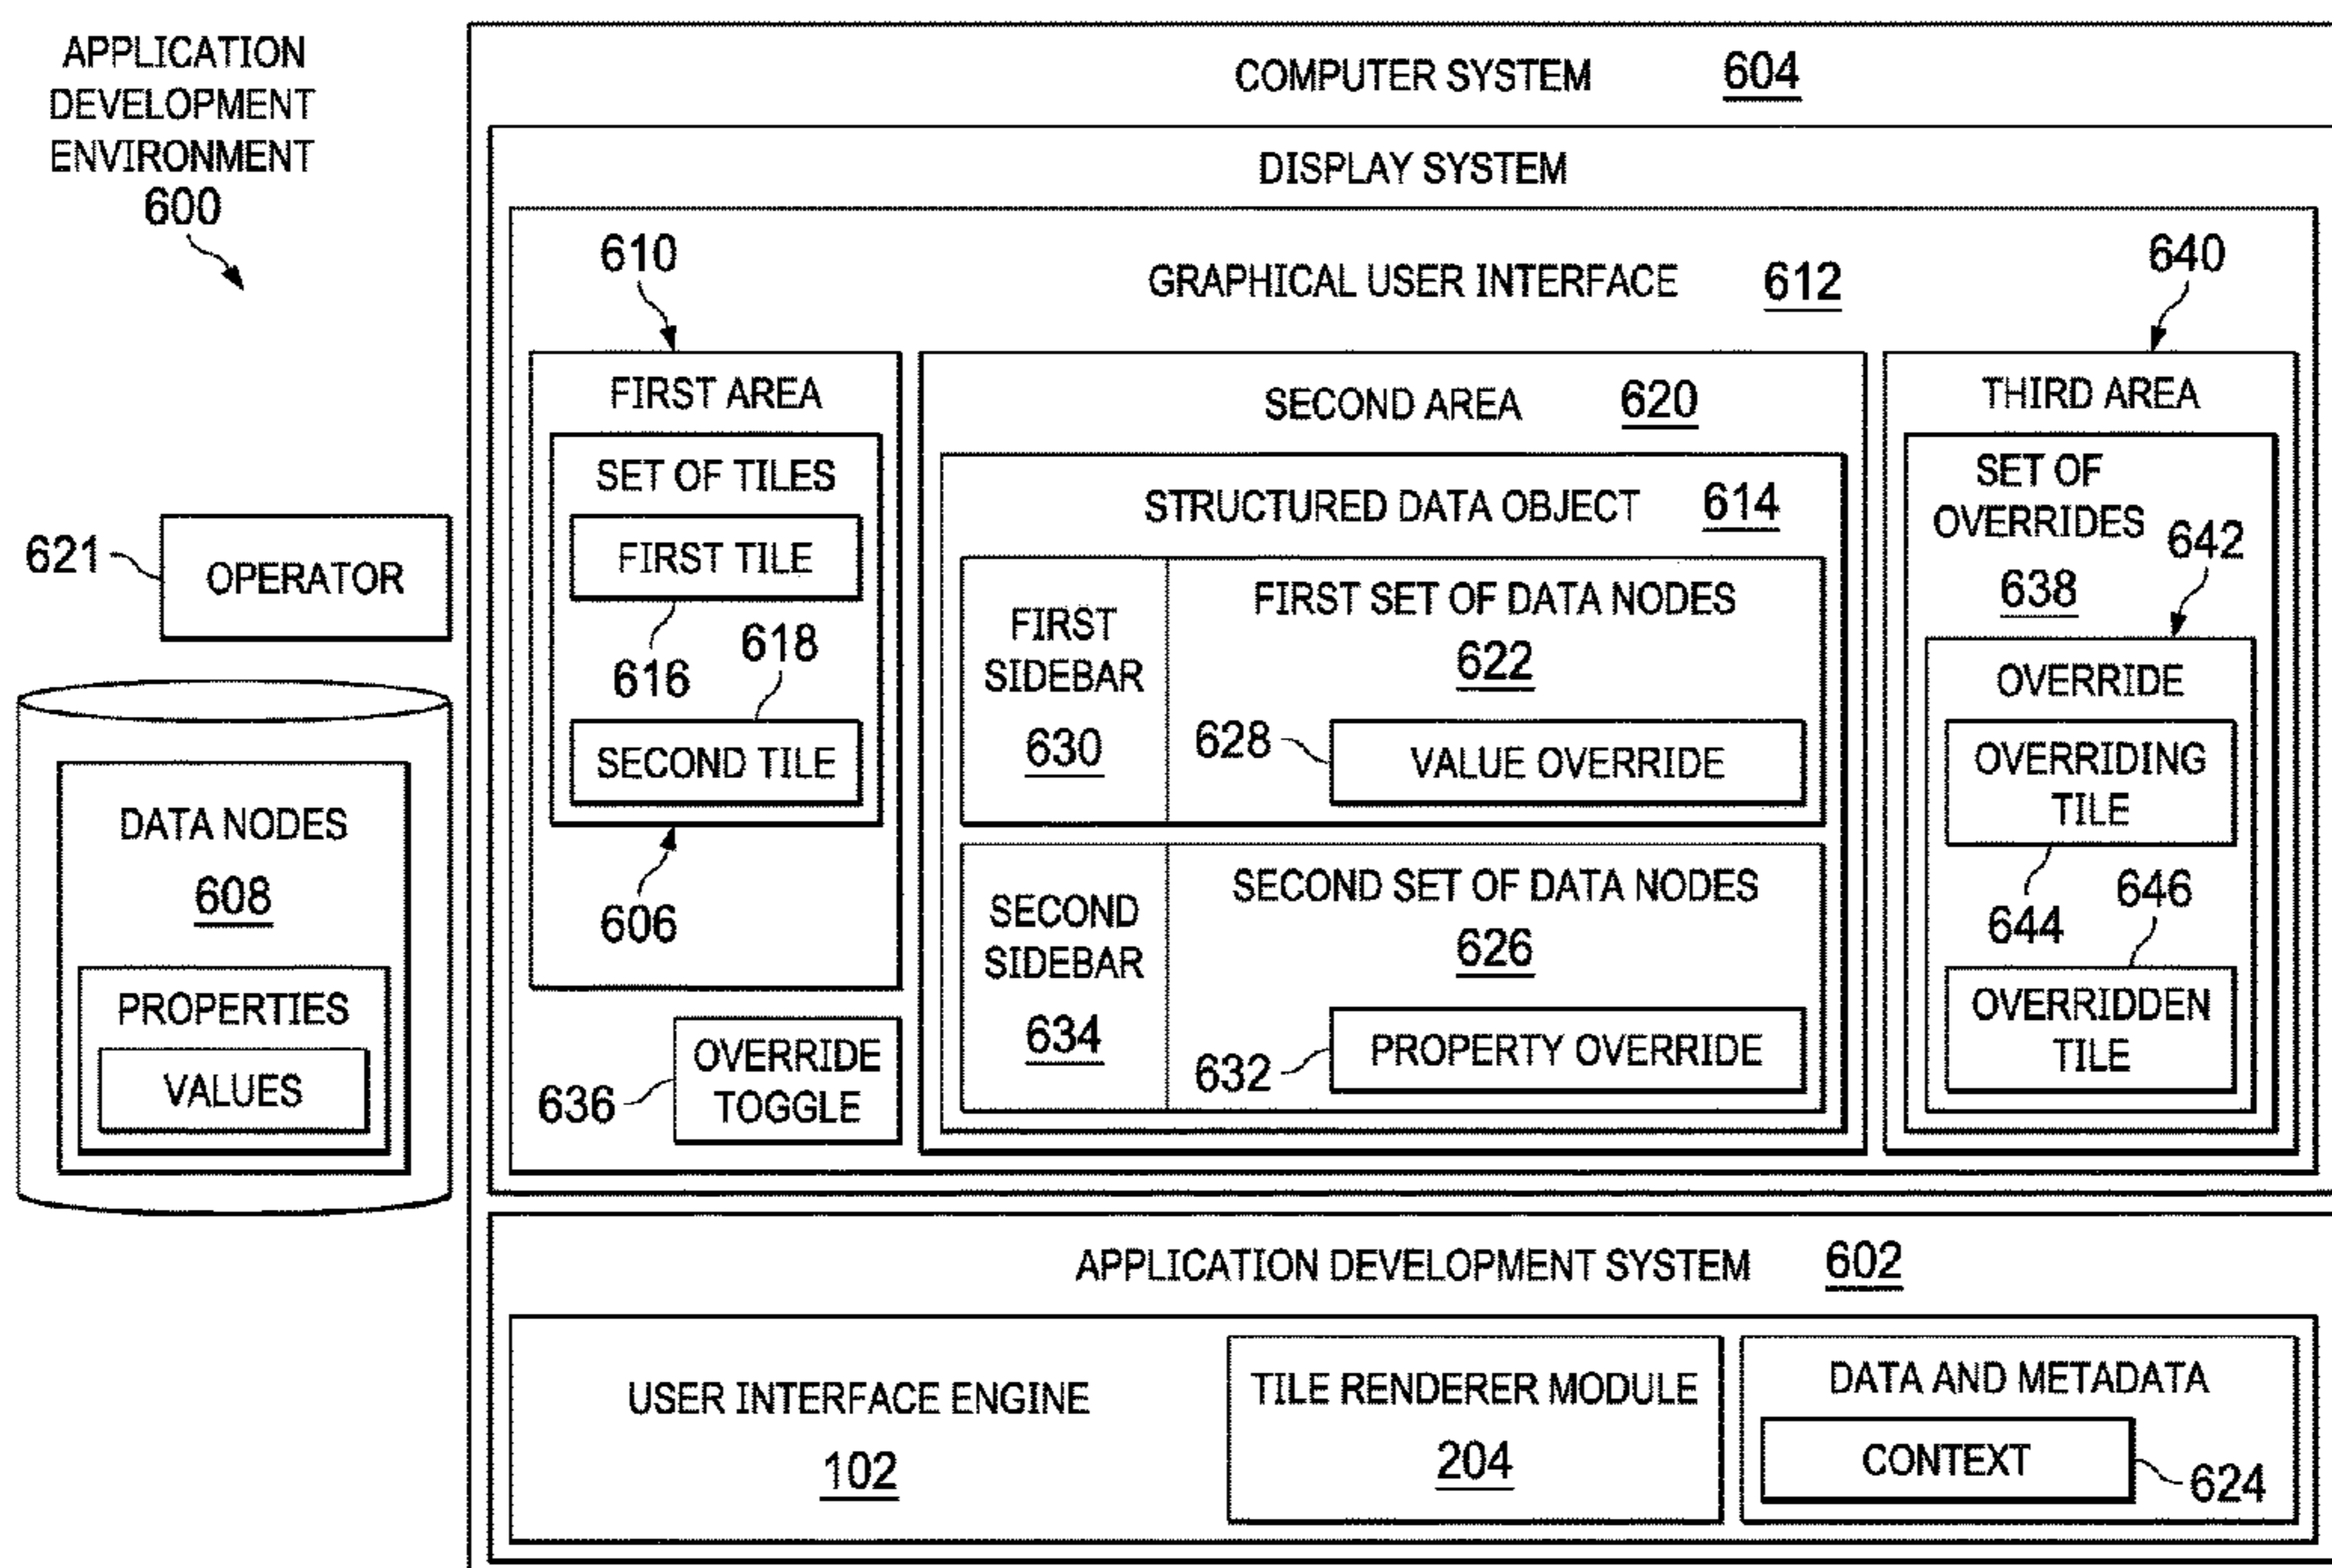 APPLICATION
DEVELOPMENT
ENVIRONMENT
600
COMPUTER SYSTEM 604
DISPLAY SYSTEM
610
GRAPHICAL USER INTERFACE 612
640
FIRST AREA
SET OF TILES
FIRST TILE
616
618
SECOND TILE
606
636
OVERRIDE
TOGGLE
SECOND AREA 620
STRUCTURED DATA OBJECT 614
FIRST
SIDEBAR
630
FIRST SET OF DATA NODES
622
628
VALUE OVERRIDE
SECOND
SIDEBAR
634
SECOND SET OF DATA NODES
626
632
PROPERTY OVERRIDE
THIRD AREA
SET OF
OVERRIDES
638
642
OVERRIDE
OVERRIDING
TILE
644
646
OVERRIDDEN
TILE
621
OPERATOR
DATA NODES
608
PROPERTIES
VALUES
APPLICATION DEVELOPMENT SYSTEM 602
USER INTERFACE ENGINE
102
TILE RENDERER MODULE
204
DATA AND METADATA
CONTEXT
624